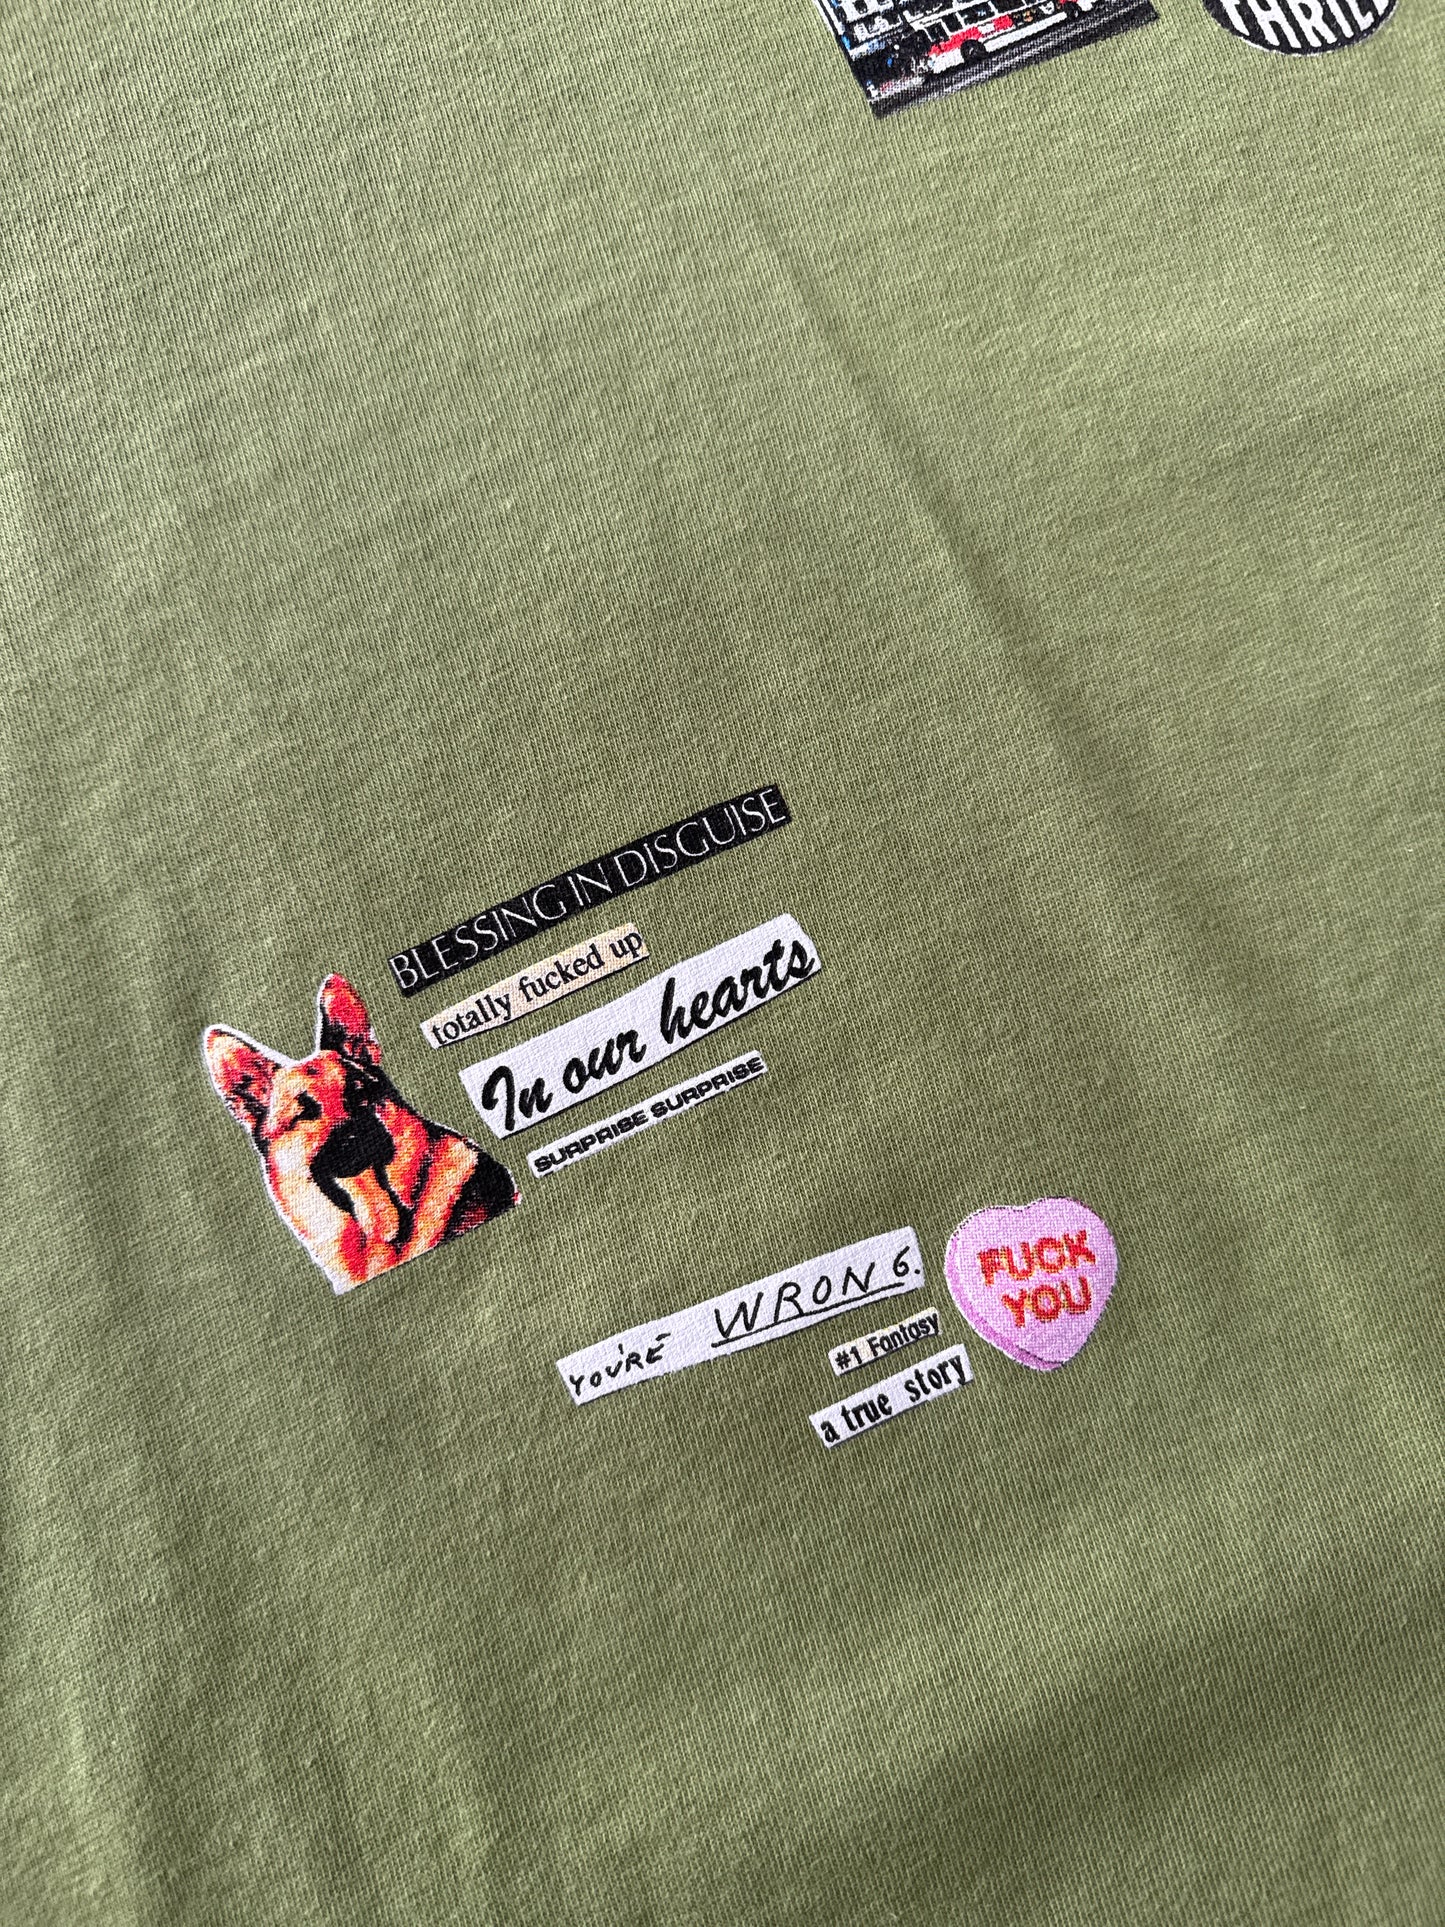 BLESSING IN DISGUISE
totally fucked up
In our hearts
SURPRISE SURPRISE
YOU'RE WRONG.
FUCK
YOU
#1 Fantasy
a true story